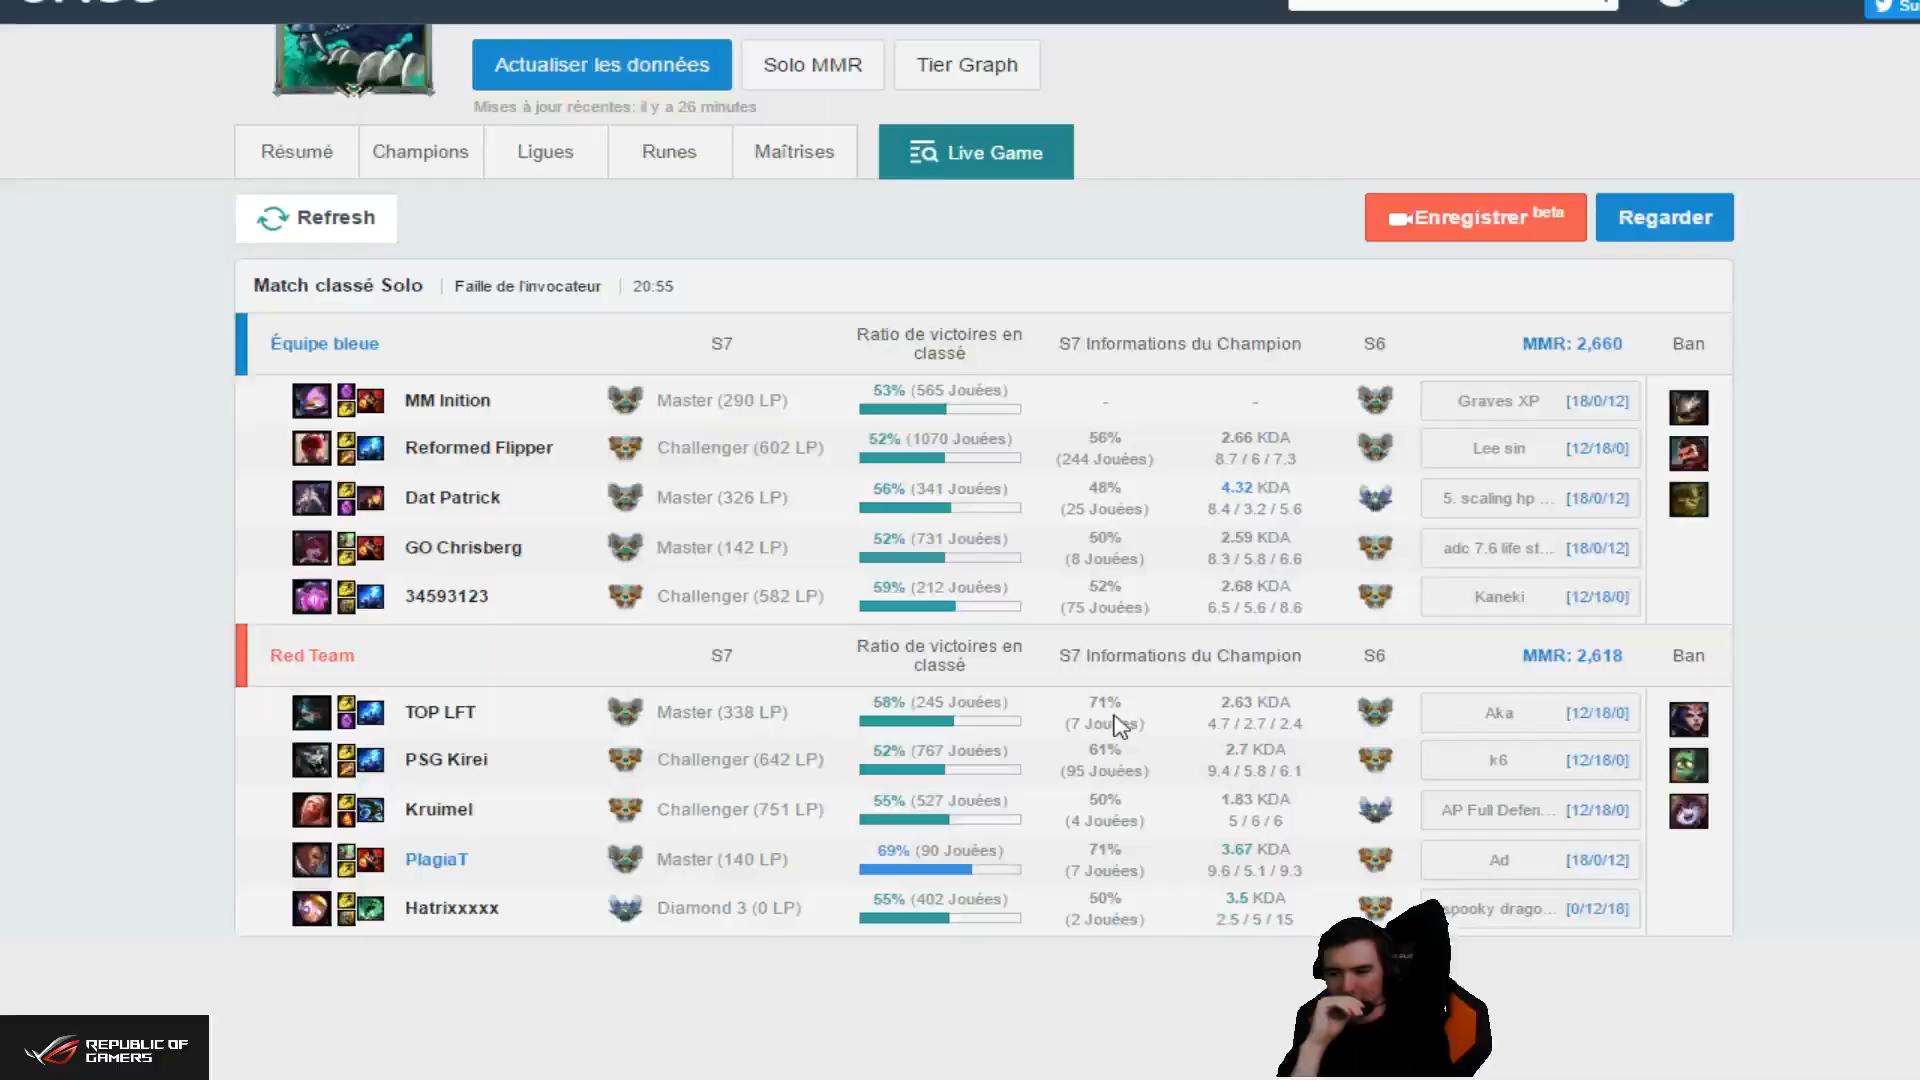 Actualiser les données
Solo MMR
Tier Graph
Mises à jour récentes: il y a 26 minutes
Résumé
Champions
Ligues
Runes
Maîtrises
Live Game
Refresh
Enregistrer beta
Regarder
Match classé Solo | Faille de l'invocateur | 20:55
Équipe bleue S7 Ratio de victoires en classé S7 Informations du Champion S6 MMR: 2,660 Ban
MM Inition Master (290 LP) 53% (565 Jouées) - - Graves XP [18/0/12]
Reformed Flipper Challenger (602 LP) 52% (1070 Jouées) 56% (244 Jouées) 2.66 KDA 8.7 / 6 / 7.3 Lee sin [12/18/0]
Dat Patrick Master (326 LP) 56% (341 Jouées) 48% (25 Jouées) 4.32 KDA 8.4 / 3.2 / 5.6 5. scaling hp ... [18/0/12]
GO Chrisberg Master (142 LP) 52% (731 Jouées) 50% (8 Jouées) 2.59 KDA 8.3 / 5.8 / 6.6 adc 7.6 life st... [18/0/12]
34593123 Challenger (582 LP) 59% (212 Jouées) 52% (75 Jouées) 2.68 KDA 6.5 / 5.6 / 8.6 Kaneki [12/18/0]
Red Team S7 Ratio de victoires en classé S7 Informations du Champion S6 MMR: 2,618 Ban
TOP LFT Master (338 LP) 58% (245 Jouées) 71% (7 Jouées) 2.63 KDA 4.7 / 2.7 / 2.4 Aka [12/18/0]
PSG Kirei Challenger (642 LP) 52% (767 Jouées) 61% (95 Jouées) 2.7 KDA 9.4 / 5.8 / 6.1 k6 [12/18/0]
Kruimel Challenger (751 LP) 55% (527 Jouées) 50% (4 Jouées) 1.83 KDA 5 / 6 / 6 AP Full Defen... [12/18/0]
PlagiaT Master (140 LP) 69% (90 Jouées) 71% (7 Jouées) 3.67 KDA 9.6 / 5.1 / 9.3 Ad [18/0/12]
Hatrixxxxx Diamond 3 (0 LP) 55% (402 Jouées) 50% (2 Jouées) 3.5 KDA 2.5 / 5 / 15 spooky drago... [0/12/18]
REPUBLIC OF
GAMERS